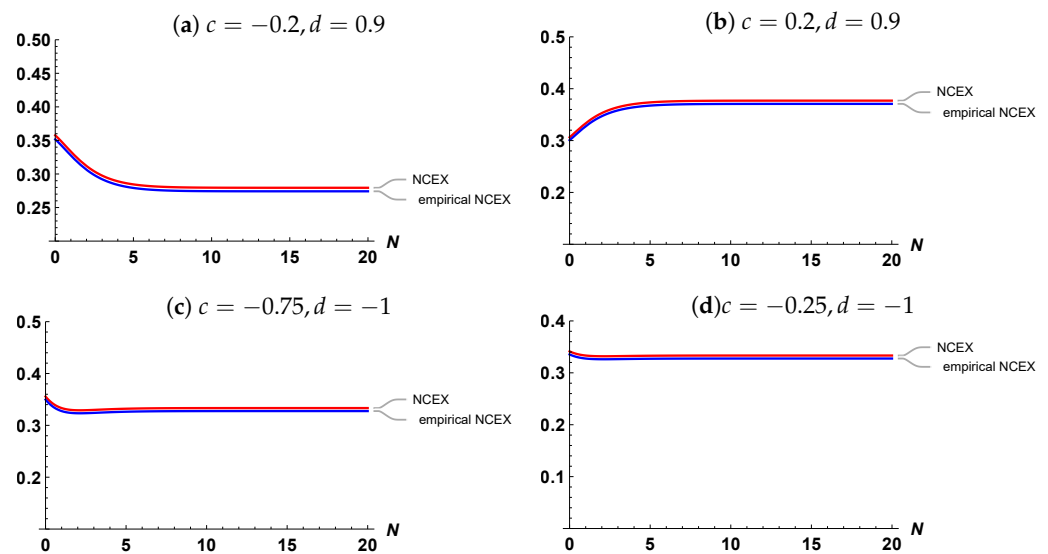 (a) c = −0.2, d = 0.9
0.50
0.45
0.40
0.35
0.30
0.25
NCEX
empirical NCEX
0 5 10 15 20 N
(b) c = 0.2, d = 0.9
0.5
0.4
0.3
0.2
NCEX
empirical NCEX
0 5 10 15 20 N
(c) c = −0.75, d = −1
0.5
0.4
0.3
0.2
NCEX
empirical NCEX
0 5 10 15 20 N
(d)c = −0.25, d = −1
0.4
0.3
0.2
0.1
NCEX
empirical NCEX
0 5 10 15 20 N